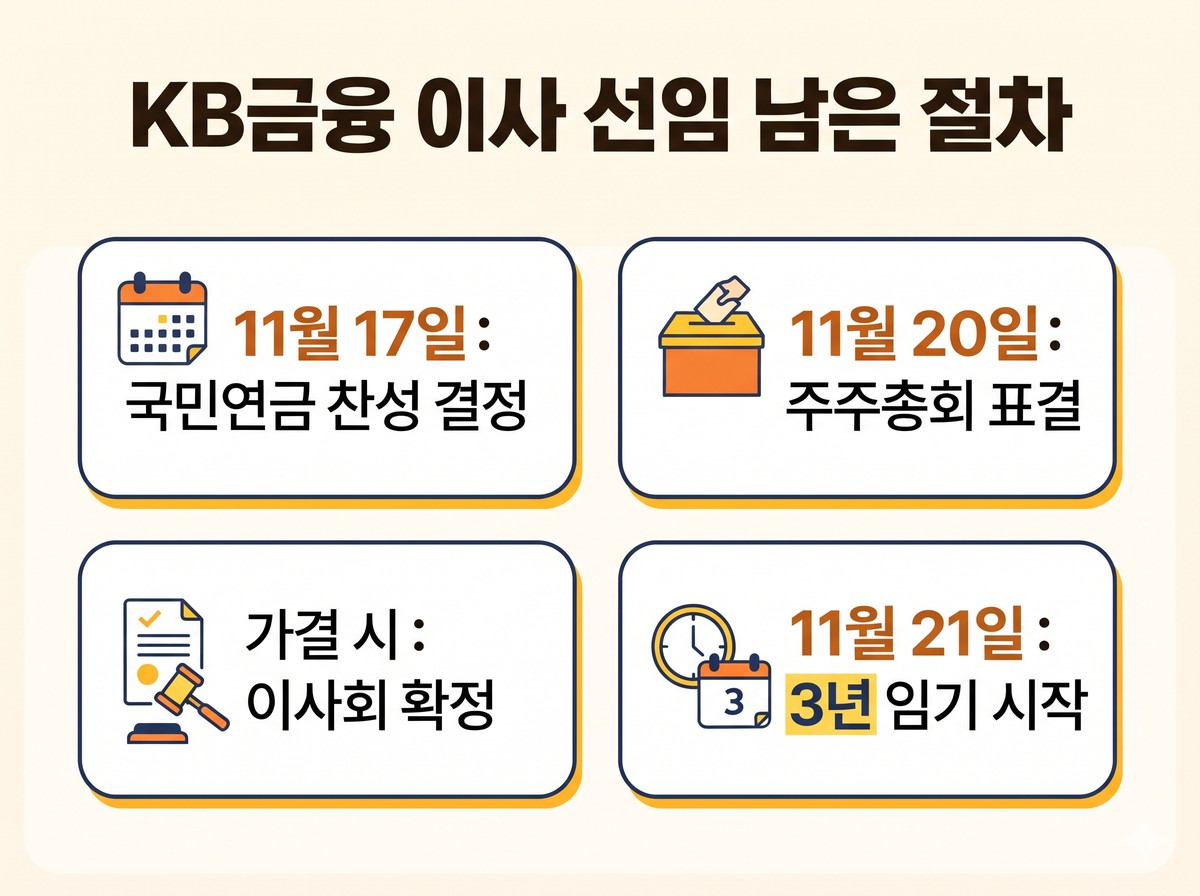 KB금융 이사 선임 남은 절차
11월 17일:
국민연금 찬성 결정
11월 20일:
주주총회 표결
가결 시:
이사회 확정
11월 21일:
3
3년 임기 시작